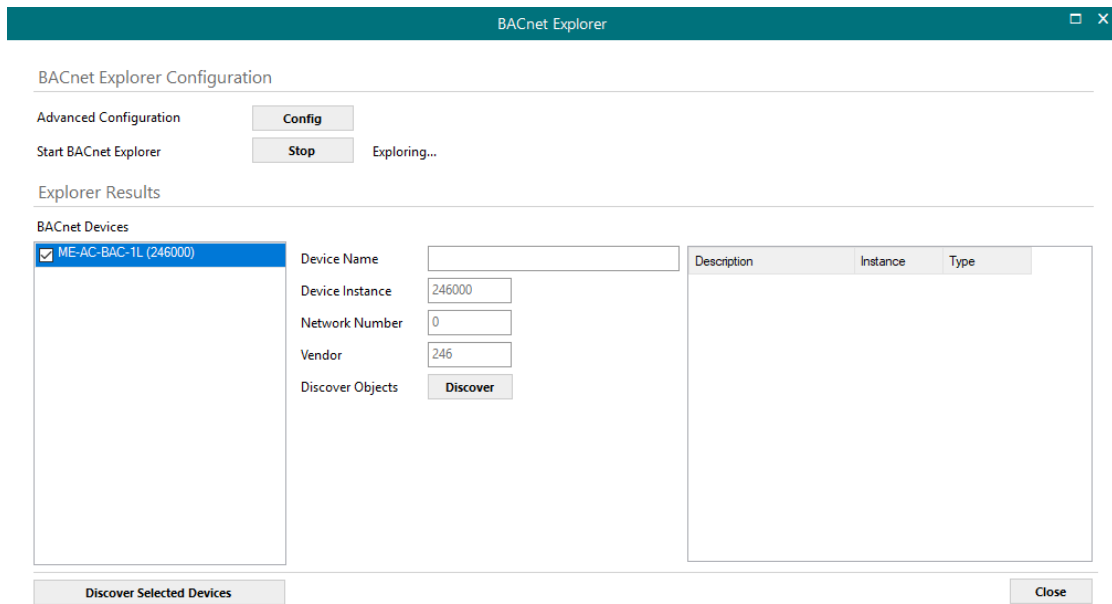 BACnet Explorer
BACnet Explorer Configuration
Advanced Configuration
Config
Start BACnet Explorer
Stop
Exploring...
Explorer Results
BACnet Devices
ME-AC-BAC-1L (246000)
Device Name
Device Instance
246000
Network Number
0
Vendor
246
Discover Objects
Discover
Description
Instance
Type
Discover Selected Devices
Close